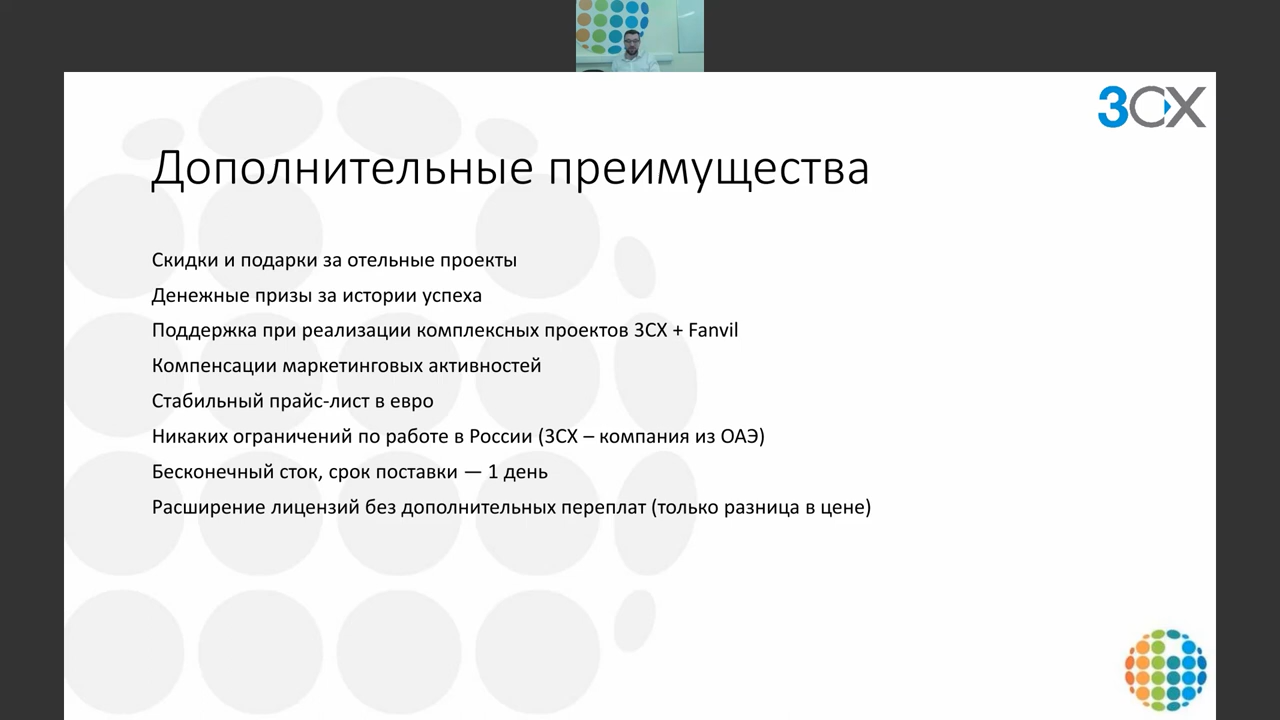 3CX
Дополнительные преимущества
Скидки и подарки за отельные проекты
Денежные призы за истории успеха
Поддержка при реализации комплексных проектов 3CX + Fanvil
Компенсации маркетинговых активностей
Стабильный прайс-лист в евро
Никаких ограничений по работе в России (3CX – компания из ОАЭ)
Бесконечный сток, срок поставки — 1 день
Расширение лицензий без дополнительных переплат (только разница в цене)